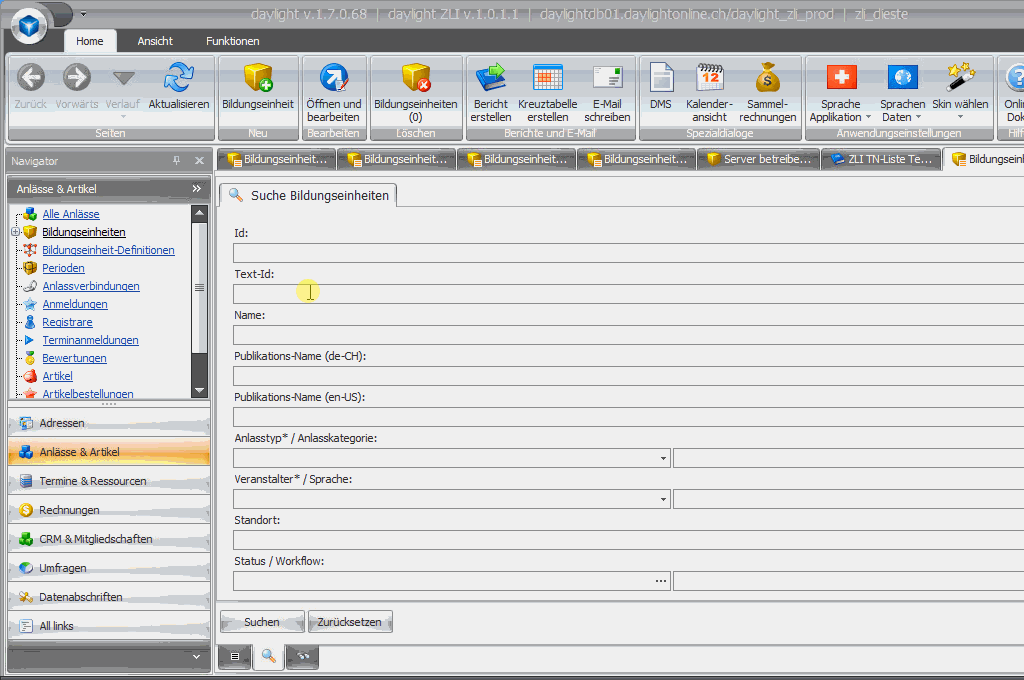 daylight v.1.7.0.68 | daylight ZLI v.1.0.1.1 | daylightdb01.daylightonline.ch/daylight_zli_prod | zli_dieste
Home Ansicht Funktionen
Zurück Vorwärts Verlauf Aktualisieren
Seiten
Bildungseinheit
Neu
Öffnen und
bearbeiten
Bearbeiten
Bildungseinheiten
(0)
Löschen
Bericht
erstellen
Kreuztabelle
erstellen
E-Mail
schreiben
Berichte und E-Mail
DMS
Kalender-
ansicht
Sammel-
rechnungen
Spezialdialoge
Sprache
Applikation
Sprachen
Daten
Skin wählen
Anwendungseinstellungen
Onlin
Dok
Hilf
Navigator
Bildungseinheit... Bildungseinheit... Bildungseinheit... Bildungseinheit... Server betreibe... ZLI TN-Liste Te... Bildungseinh
Anlässe & Artikel
Alle Anlässe
Bildungseinheiten
Bildungseinheit-Definitionen
Perioden
Anlassverbindungen
Anmeldungen
Registrare
Terminanmeldungen
Bewertungen
Artikel
Artikelbestellungen
Adressen
Anlässe & Artikel
Termine & Ressourcen
Rechnungen
CRM & Mitgliedschaften
Umfragen
Datenabschriften
All links
Suche Bildungseinheiten
Id:
Text-Id:
Name:
Publikations-Name (de-CH):
Publikations-Name (en-US):
Anlasstyp* / Anlasskategorie:
Veranstalter* / Sprache:
Standort:
Status / Workflow:
Suchen Zurücksetzen